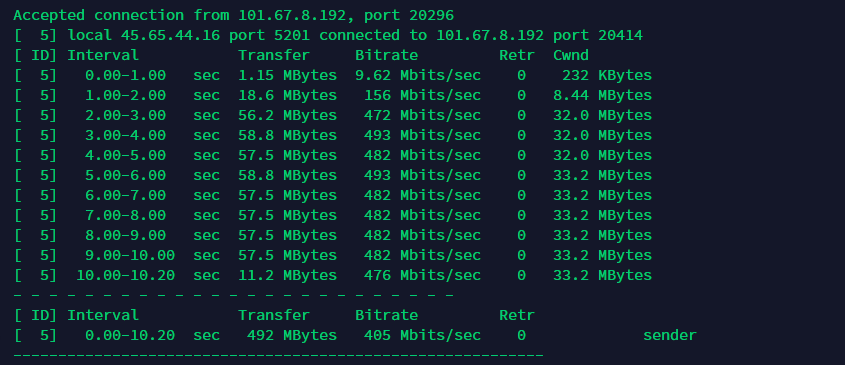 Accepted connection from 101.67.8.192, port 20296
[  5] local 45.65.44.16 port 5201 connected to 101.67.8.192 port 20414
[ ID] Interval           Transfer     Bitrate         Retr  Cwnd
[  5]   0.00-1.00   sec  1.15 MBytes  9.62 Mbits/sec    0    232 KBytes
[  5]   1.00-2.00   sec  18.6 MBytes   156 Mbits/sec    0   8.44 MBytes
[  5]   2.00-3.00   sec  56.2 MBytes   472 Mbits/sec    0   32.0 MBytes
[  5]   3.00-4.00   sec  58.8 MBytes   493 Mbits/sec    0   32.0 MBytes
[  5]   4.00-5.00   sec  57.5 MBytes   482 Mbits/sec    0   32.0 MBytes
[  5]   5.00-6.00   sec  58.8 MBytes   493 Mbits/sec    0   33.2 MBytes
[  5]   6.00-7.00   sec  57.5 MBytes   482 Mbits/sec    0   33.2 MBytes
[  5]   7.00-8.00   sec  57.5 MBytes   482 Mbits/sec    0   33.2 MBytes
[  5]   8.00-9.00   sec  57.5 MBytes   482 Mbits/sec    0   33.2 MBytes
[  5]   9.00-10.00  sec  57.5 MBytes   482 Mbits/sec    0   33.2 MBytes
[  5]  10.00-10.20  sec  11.2 MBytes   476 Mbits/sec    0   33.2 MBytes
- - - - - - - - - - - - - - - - - - - - - - - - -
[ ID] Interval           Transfer     Bitrate         Retr
[  5]   0.00-10.20  sec   492 MBytes   405 Mbits/sec    0             sender
-----------------------------------------------------------